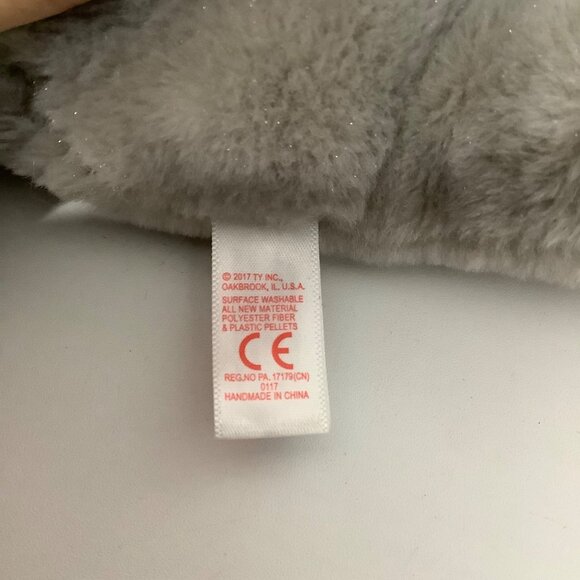 © 2017 TY INC.,
OAKBROOK, IL. U.S.A.
SURFACE WASHABLE
ALL NEW MATERIAL
POLYESTER FIBER
& PLASTIC PELLETS
CE
REG.NO PA. 17179(CN)
0117
HANDMADE IN CHINA